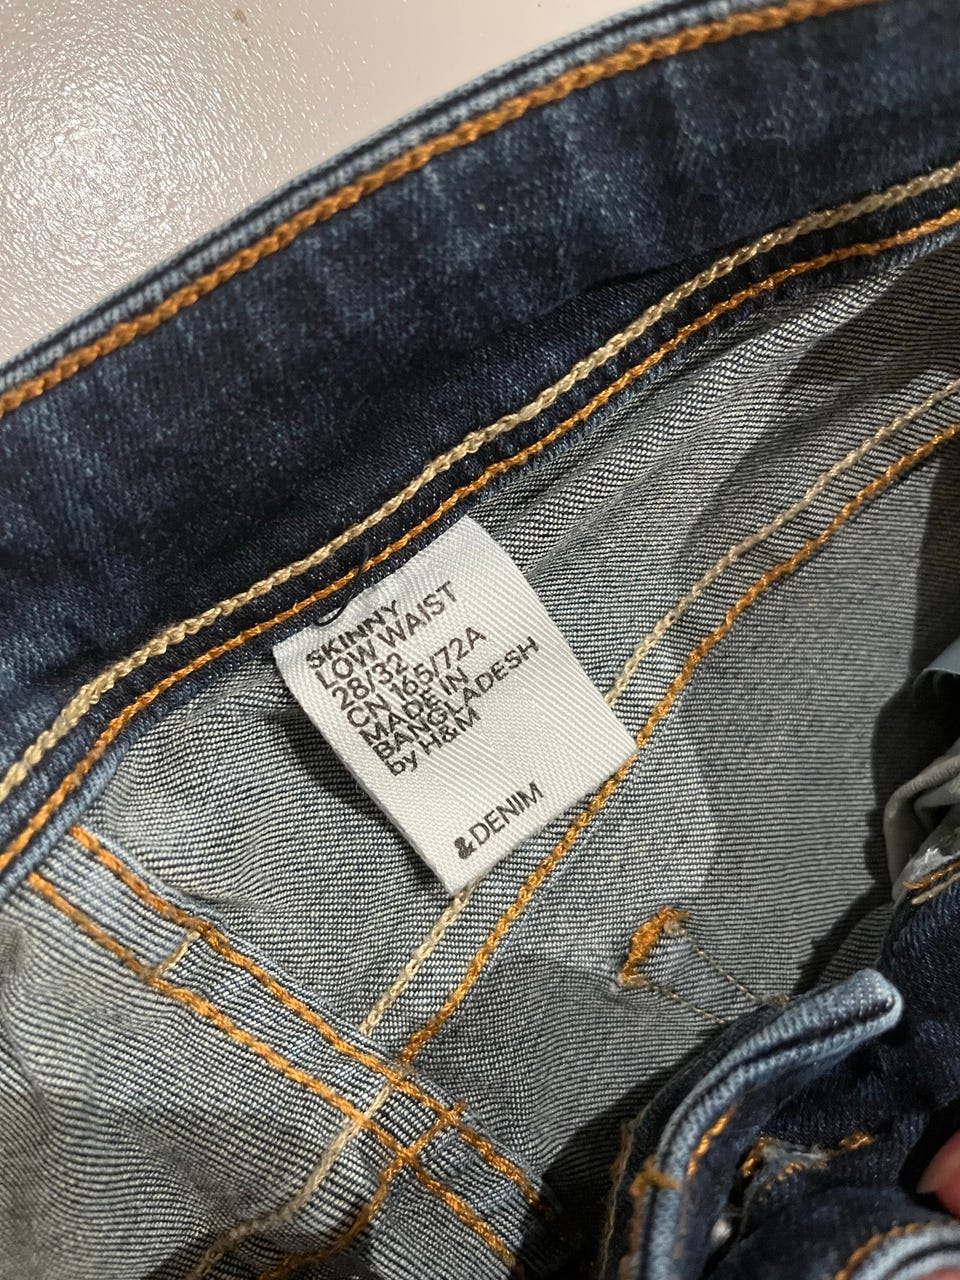 SKINNY
LOW WAIST
28/32
CN 165/72A
MADE IN
BANGLADESH
by H&M
&DENIM